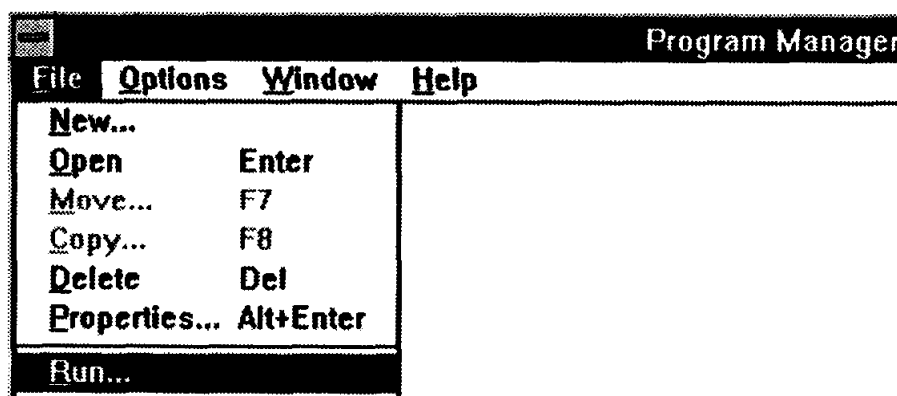 Program Manager
File Options Window Help
New...
Open Enter
Move... F7
Copy... F8
Delete Del
Properties... Alt+Enter
Run...